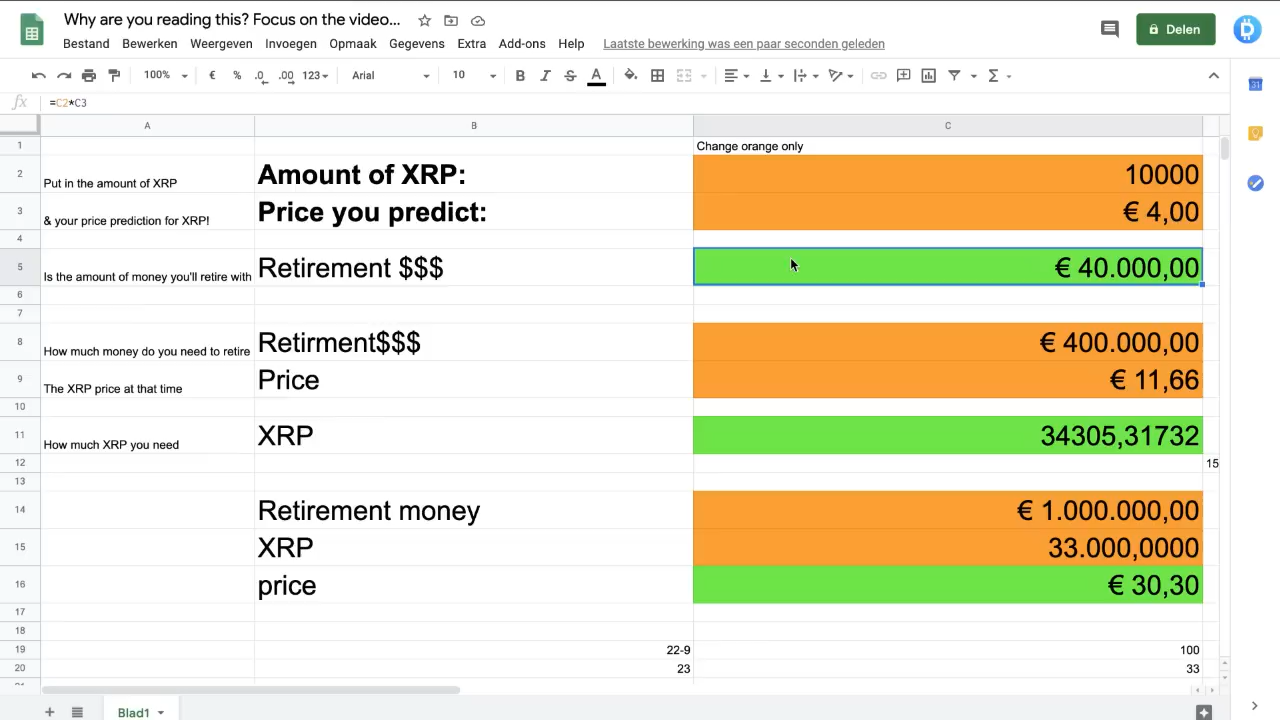 Why are you reading this? Focus on the video...
Bestand Bewerken Weergeven Invoegen Opmaak Gegevens Extra Add-ons Help Laatste bewerking was een paar seconden geleden
Delen
100% € % .0 .00 123 Arial 10 B I S A
fx =C2*C3
A B C
1 Change orange only
2 Put in the amount of XRP Amount of XRP: 10000
3 & your price prediction for XRP! Price you predict: € 4,00
4
5 Is the amount of money you'll retire with Retirement $$$ € 40.000,00
6
7
8 How much money do you need to retire Retirment$$$ € 400.000,00
9 The XRP price at that time Price € 11,66
10
11 How much XRP you need XRP 34305,31732
12 15
13
14 Retirement money € 1.000.000,00
15 XRP 33.000,0000
16 price € 30,30
17
18
19 22-9 100
20 23 33
Blad1
31